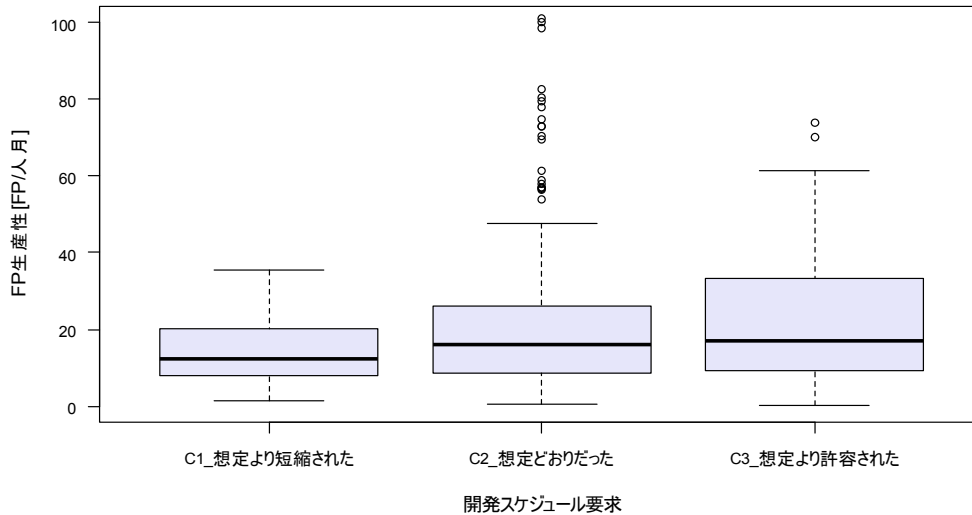 FP生産性[FP/人月]
100
80
60
40
20
0
C1_想定より短縮された
C2_想定どおりだった
C3_想定より許容された
開発スケジュール要求